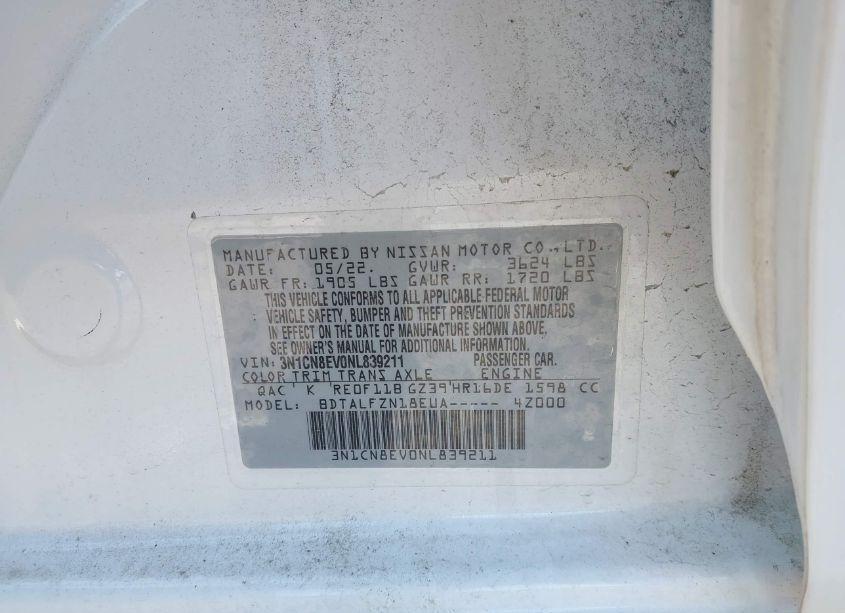 MANUFACTURED BY NISSAN MOTOR CO.,LTD.
DATE: 05/22. GVWR: 3624 LBS
GAWR FR: 1905 LBS GAWR RR: 1720 LBS
THIS VEHICLE CONFORMS TO ALL APPLICABLE FEDERAL MOTOR
VEHICLE SAFETY, BUMPER AND THEFT PREVENTION STANDARDS
IN EFFECT ON THE DATE OF MANUFACTURE SHOWN ABOVE.
SEE OWNER'S MANUAL FOR ADDITIONAL INFORMATION.
VIN: 3N1CN8EV0NL839211 PASSENGER CAR.
COLOR TRIM TRANS AXLE ENGINE
QAC K RE0F11B GZ39 HR16DE 1598 CC
MODEL: BDTALFZN18EUA----- 4Z000
3N1CN8EV0NL839211